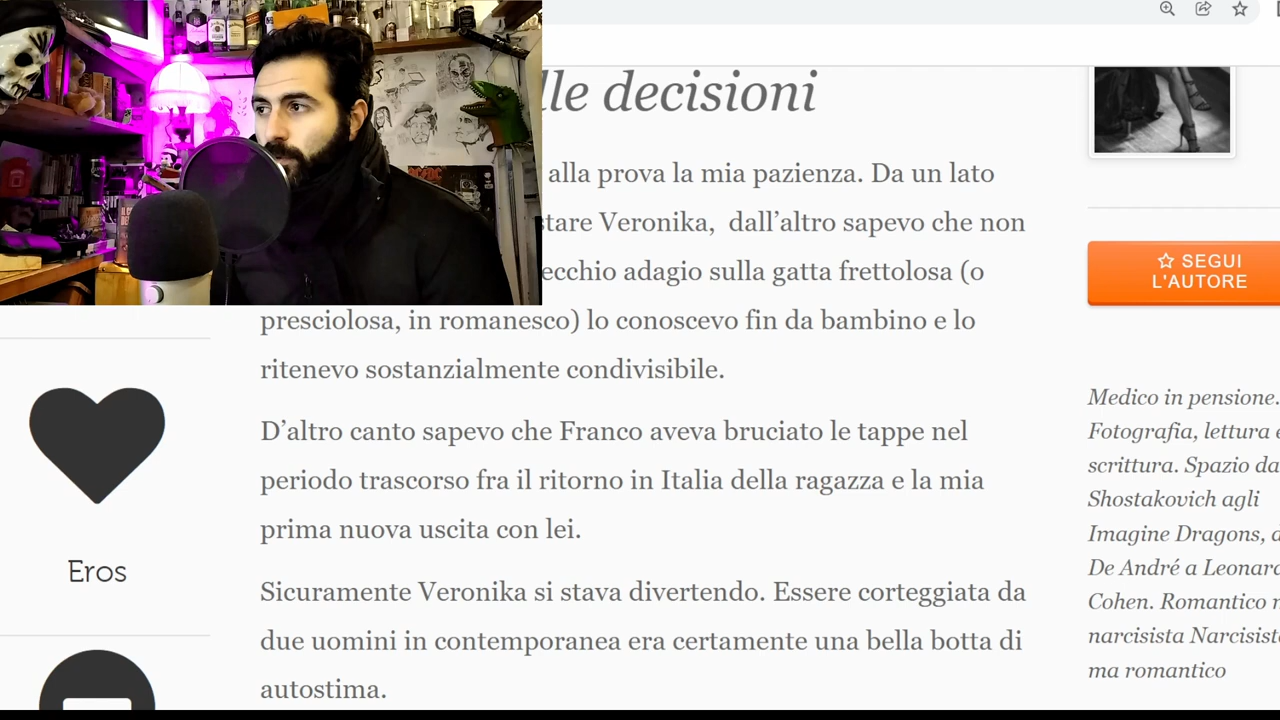 lle decisioni
alla prova la mia pazienza. Da un lato
stare Veronika,  dall’altro sapevo che non
ecchio adagio sulla gatta frettolosa (o
presciolosa, in romanesco) lo conoscevo fin da bambino e lo
ritenevo sostanzialmente condivisibile.
D’altro canto sapevo che Franco aveva bruciato le tappe nel
periodo trascorso fra il ritorno in Italia della ragazza e la mia
prima nuova uscita con lei.
Sicuramente Veronika si stava divertendo. Essere corteggiata da
due uomini in contemporanea era certamente una bella botta di
autostima.
Eros
SEGUI
L'AUTORE
Medico in pensione.
Fotografia, lettura e
scrittura. Spazio da
Shostakovich agli
Imagine Dragons, d
De André a Leonard
Cohen. Romantico n
narcisista Narcisist
ma romantico